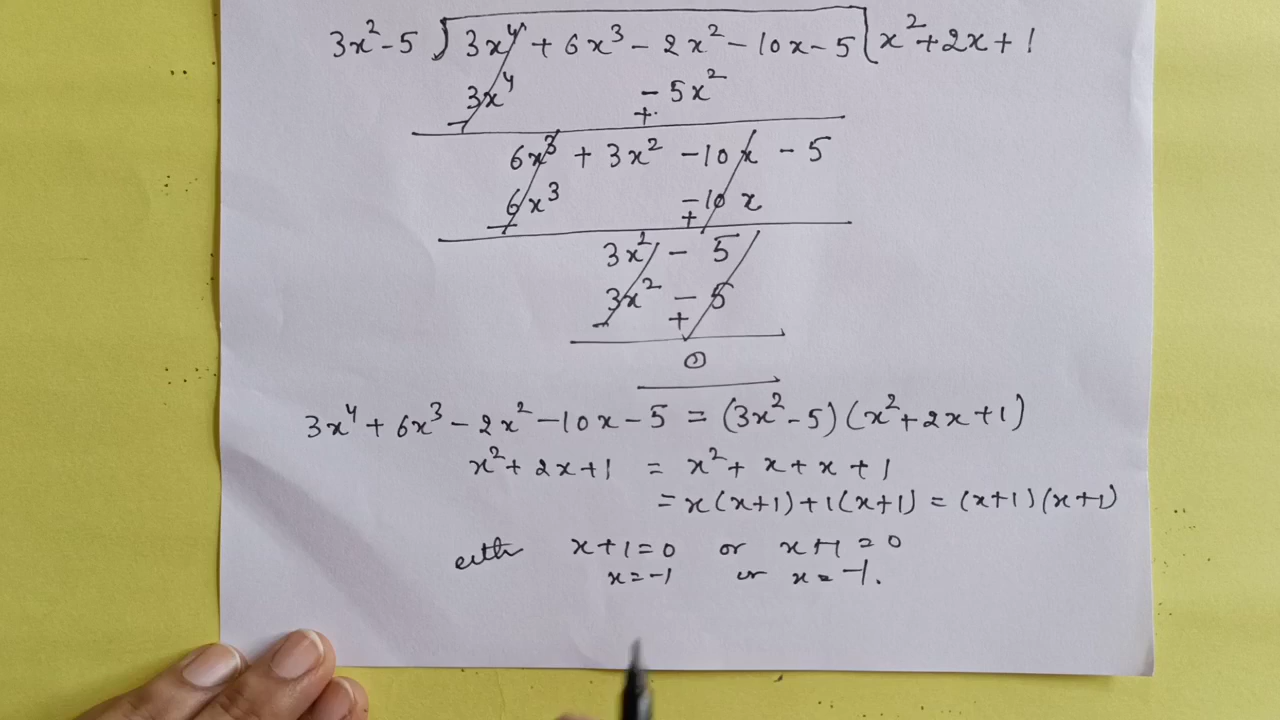 3x² - 5 ) 3x⁴ + 6x³ - 2x² - 10x - 5 ( x² + 2x + 1
3x⁴ - 5x²
- +
6x³ + 3x² - 10x - 5
6x³ - 10x
- +
3x² - 5
3x² - 5
- +
0
3x⁴ + 6x³ - 2x² - 10x - 5 = (3x² - 5)(x² + 2x + 1)
x² + 2x + 1 = x² + x + x + 1
= x(x+1) + 1(x+1) = (x+1)(x+1)
x + 1 = 0 or x + 1 = 0
x = -1 or x = -1.